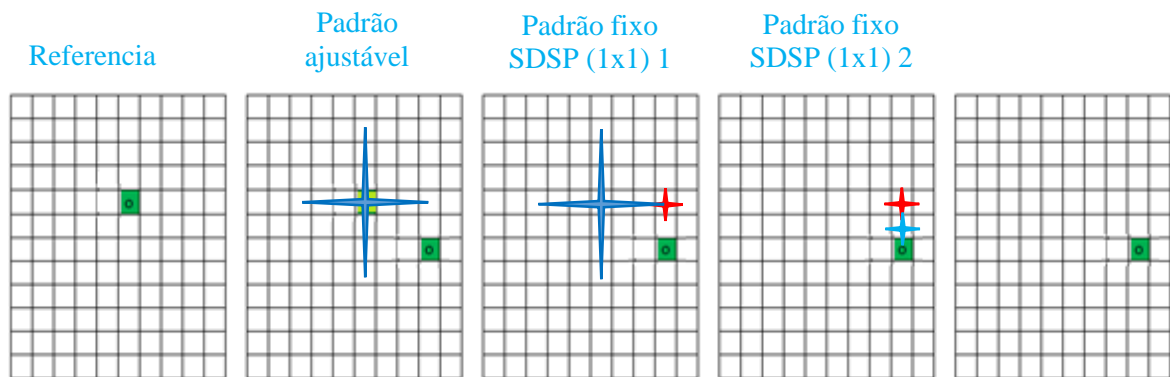 Referencia
Padrão
ajustável
Padrão fixo
SDSP (1x1) 1
Padrão fixo
SDSP (1x1) 2